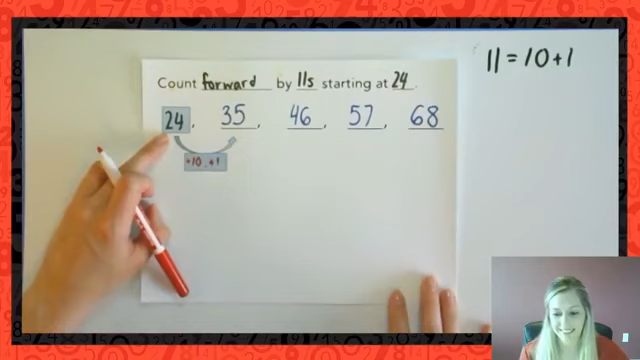 11 = 10 + 1
Count forward by 11s starting at 24.
24, 35, 46, 57, 68
+10, +1